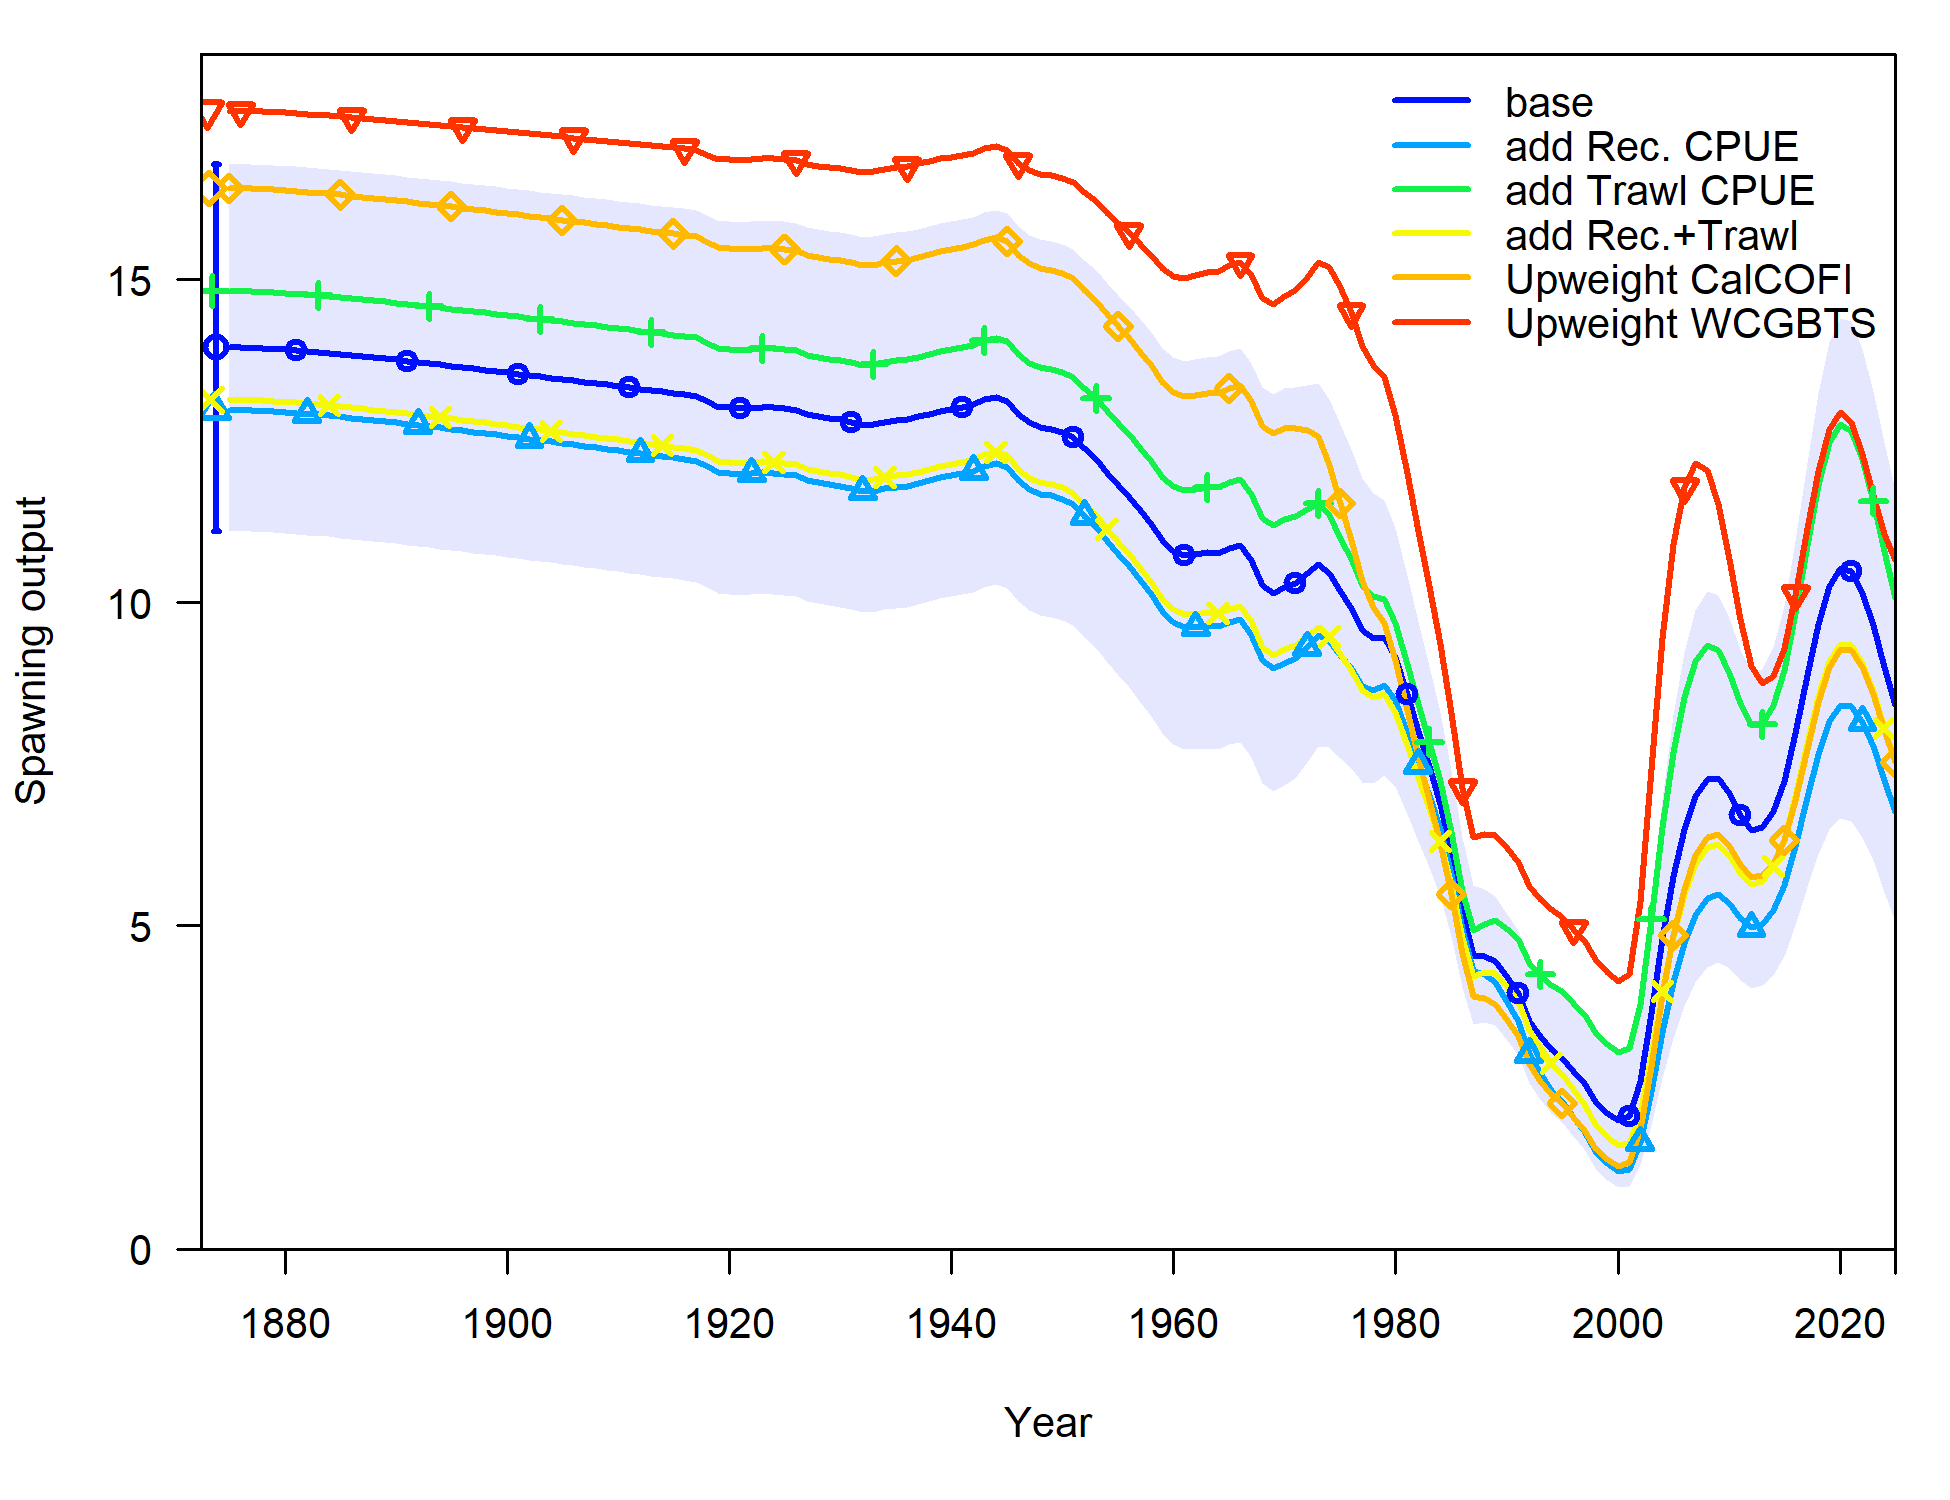 base
add Rec. CPUE
add Trawl CPUE
add Rec.+Trawl
Upweight CalCOFI
Upweight WCGBTS
Spawning output
15
10
5
0
1880 1900 1920 1940 1960 1980 2000 2020
Year